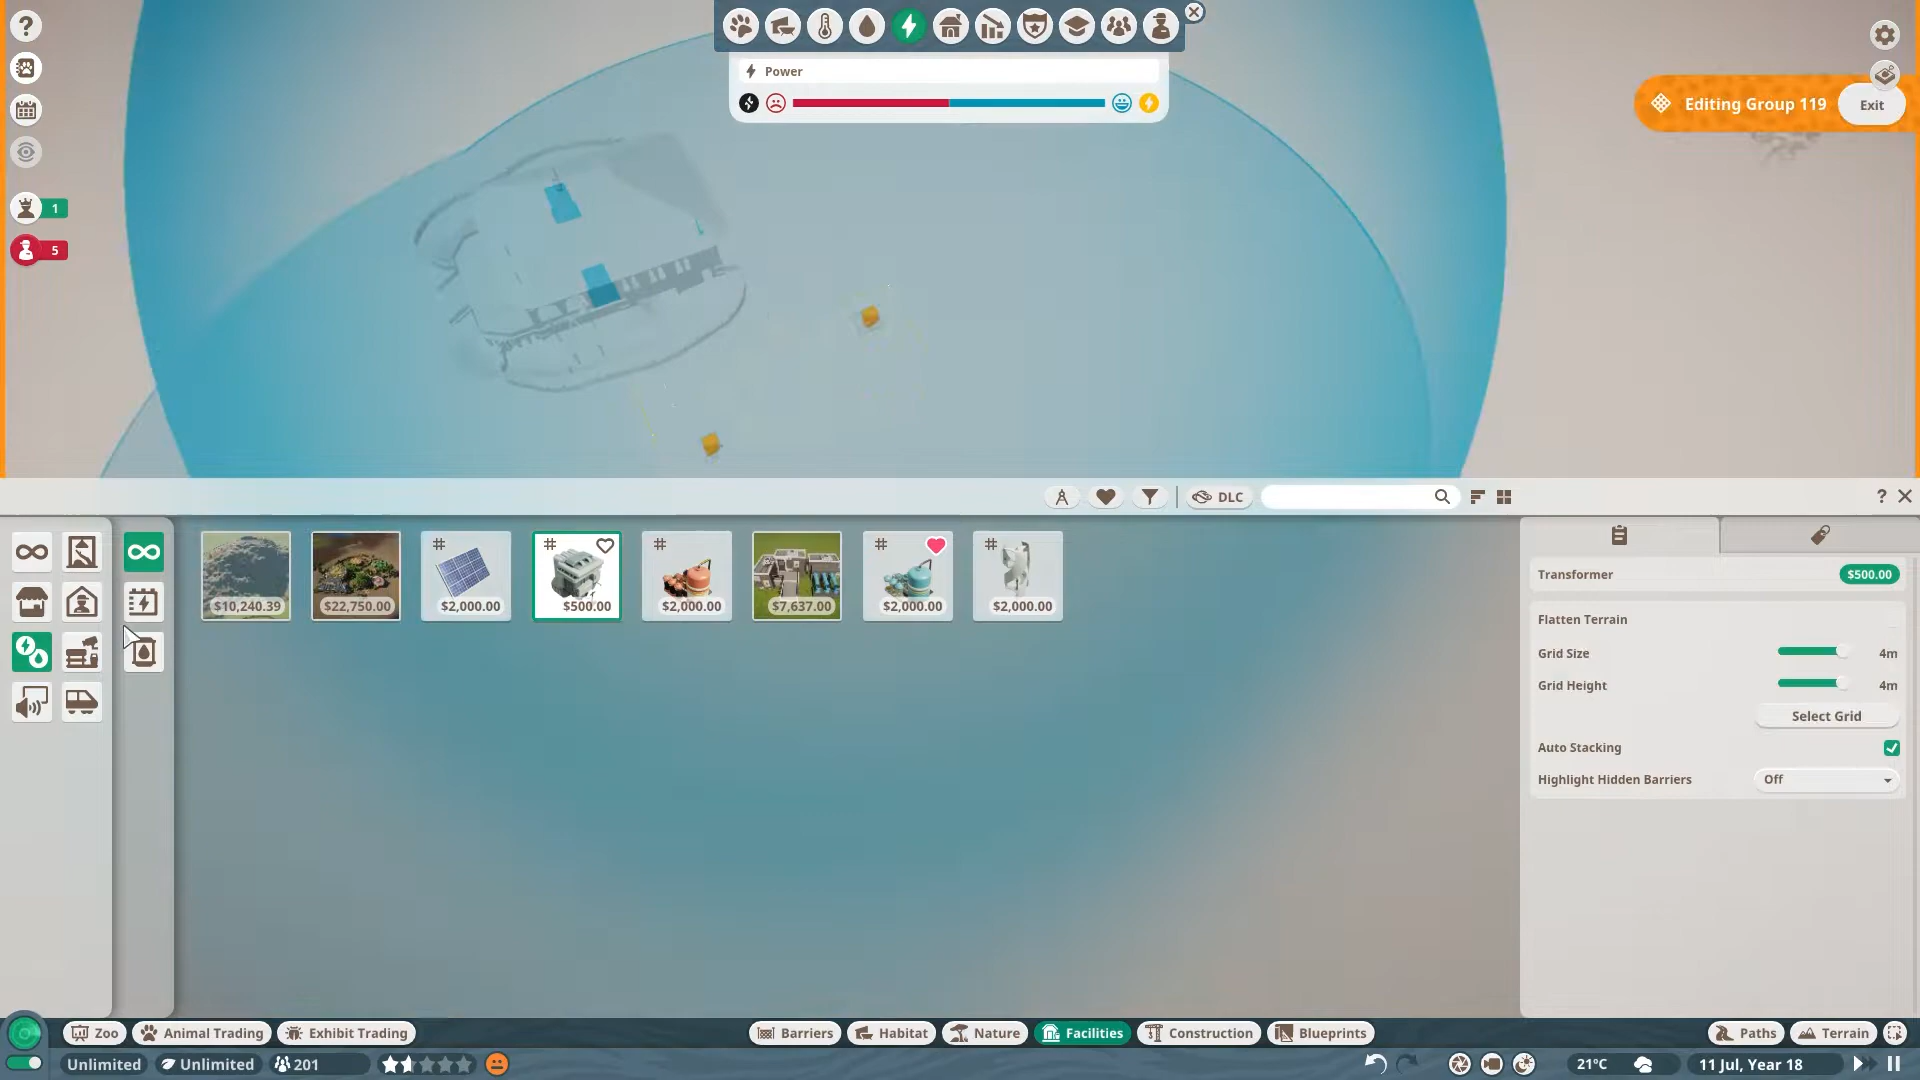 Power
Editing Group 119
Exit
1
5
DLC
$10,240.39
$22,750.00
$2,000.00
$500.00
$2,000.00
$7,637.00
$2,000.00
$2,000.00
Transformer
$500.00
Flatten Terrain
Grid Size
4m
Grid Height
4m
Select Grid
Auto Stacking
Highlight Hidden Barriers
Off
Zoo
Animal Trading
Exhibit Trading
Barriers
Habitat
Nature
Facilities
Construction
Blueprints
Paths
Terrain
Unlimited
Unlimited
201
21°C
11 Jul, Year 18